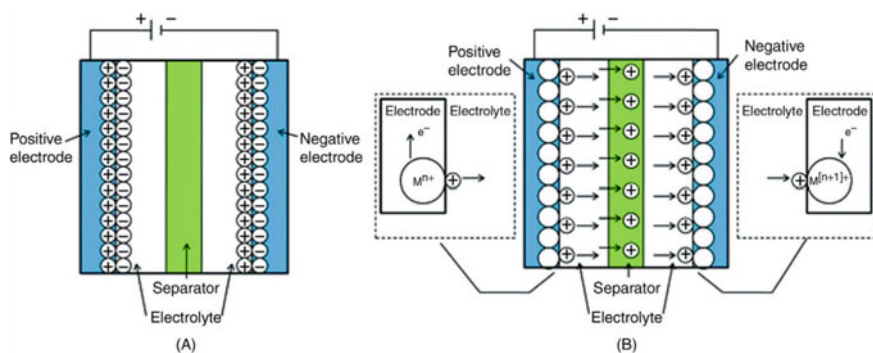 + −
Positive
electrode
Negative
electrode
Separator
Electrolyte
(A)
+ −
Positive
electrode
Negative
electrode
Electrode
Electrolyte
e−
Mn+
Electrolyte
Electrode
e−
M[n+1]+
Separator
Electrolyte
(B)